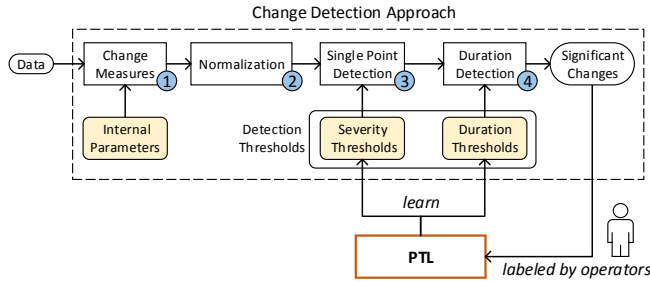 Change Detection Approach
Data
Change
Measures
1
Normalization
2
Single Point
Detection
3
Duration
Detection
4
Significant
Changes
Internal
Parameters
Detection
Thresholds
Severity
Thresholds
Duration
Thresholds
learn
PTL
labeled by operators